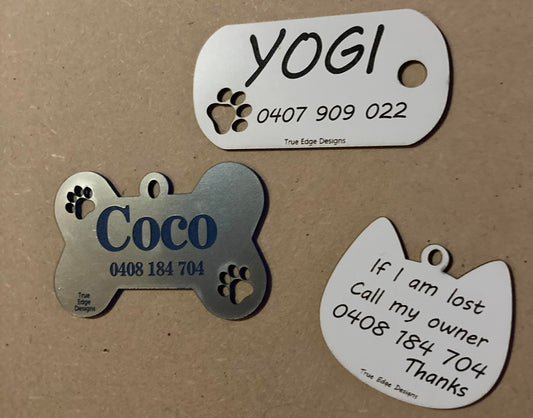 YOGI
0407 909 022
True Edge Designs
Coco
0408 184 704
True
Edge
Designs
If I am lost
Call my owner
0408 184 704
Thanks
True Edge Designs